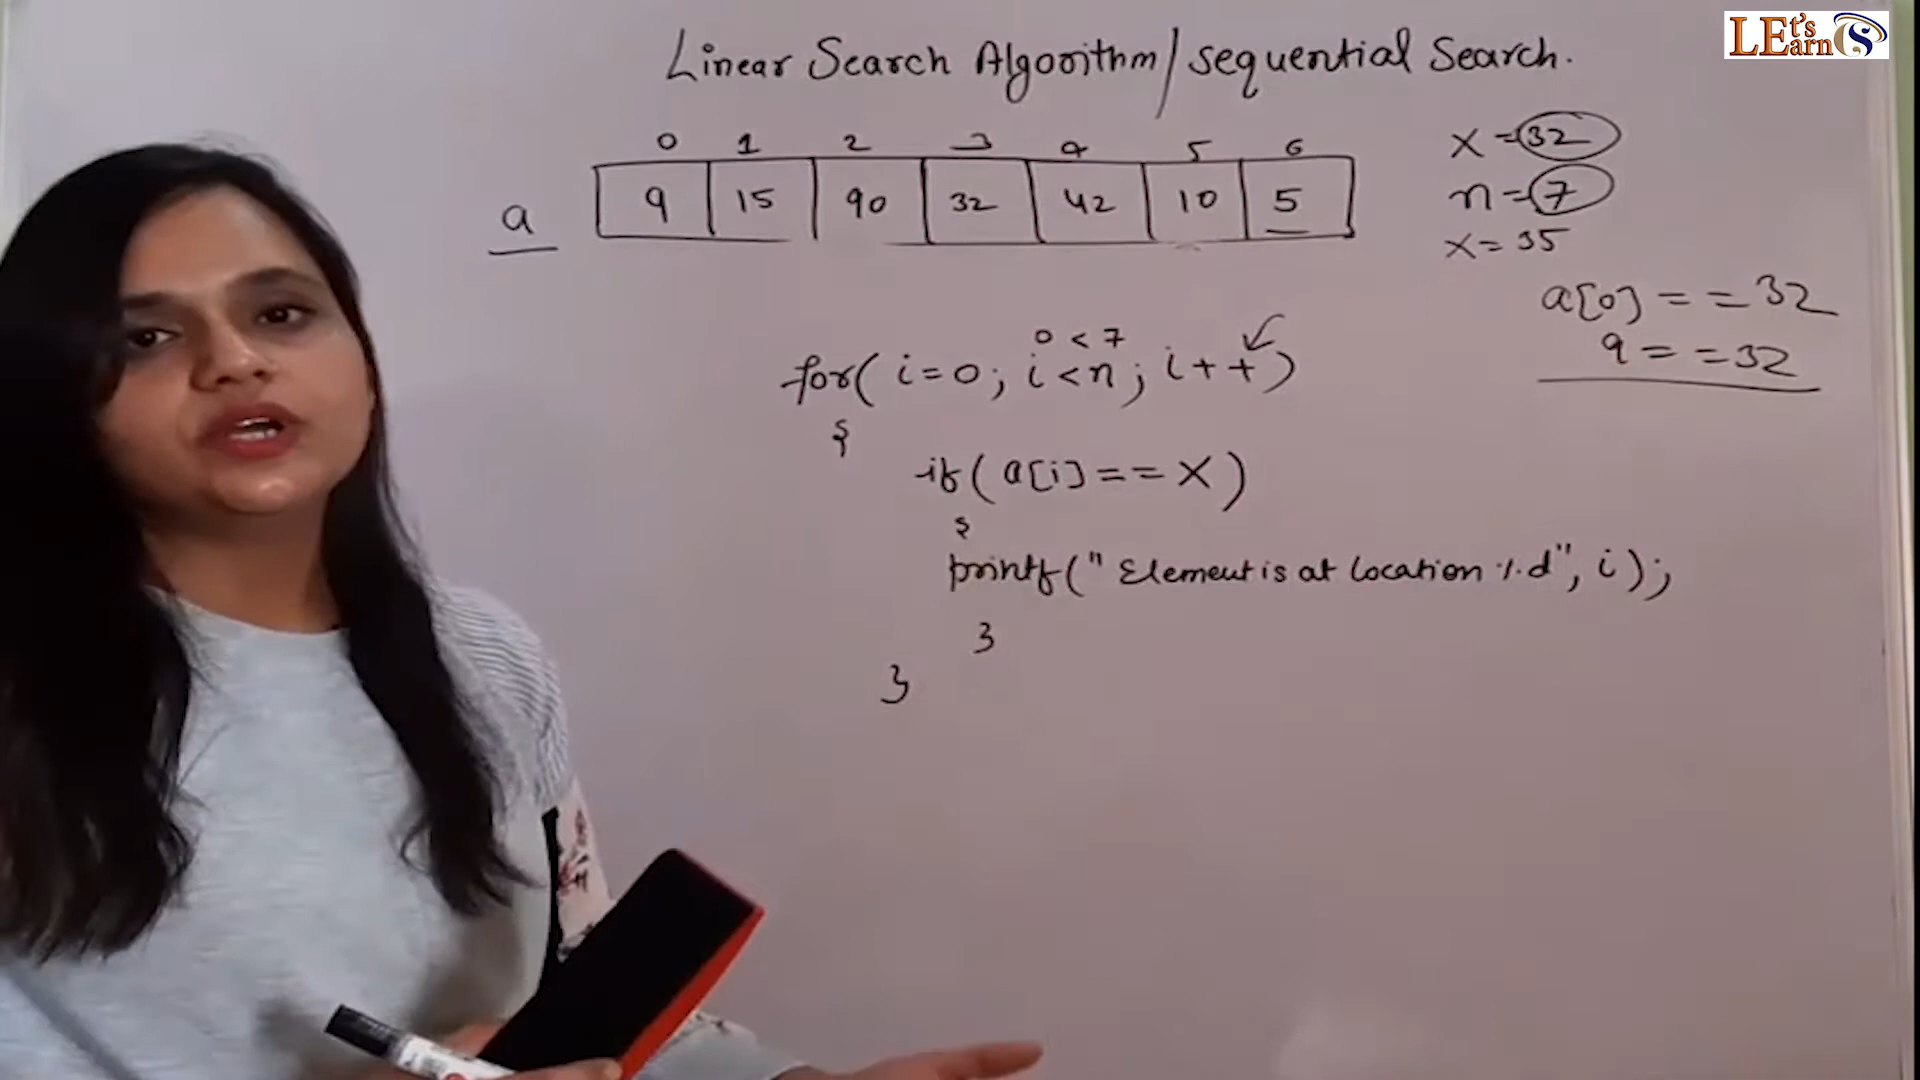 LEt's
Earn CS
Linear Search Algorithm/sequential Search.
0 1 2 3 4 5 6
a 9 15 90 32 42 10 5
x=32
n=7
x=35
a[0] == 32
9 == 32
0<7
for( i=0; i<n; i++)
{
if( a[i] == x )
{
printf(" Element is at location %d", i );
}
}